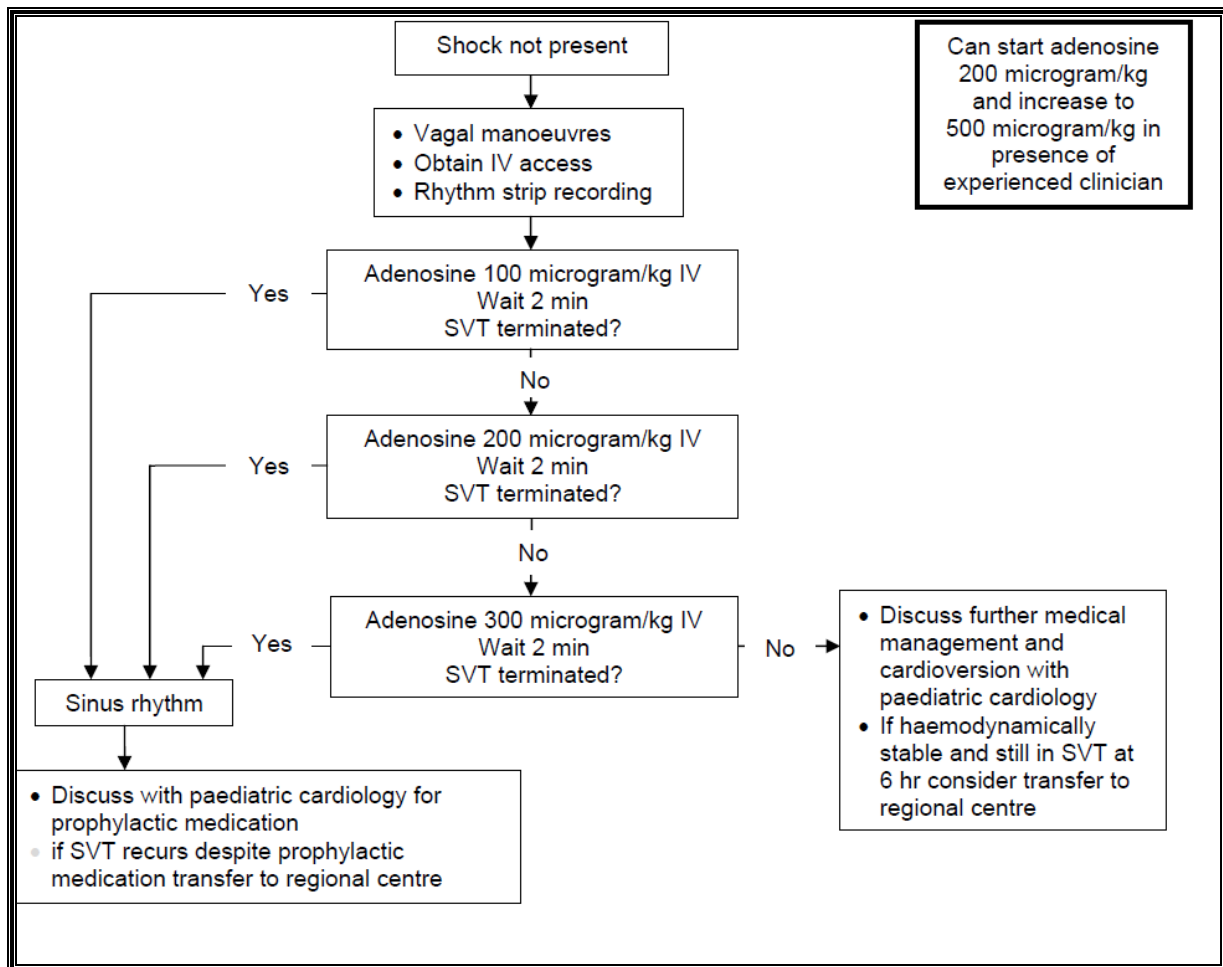 Shock not present
Can start adenosine
200 microgram/kg
and increase to
500 microgram/kg in
presence of
experienced clinician
• Vagal manoeuvres
• Obtain IV access
• Rhythm strip recording
Adenosine 100 microgram/kg IV
Wait 2 min
SVT terminated?
Yes
No
Adenosine 200 microgram/kg IV
Wait 2 min
SVT terminated?
Yes
No
Adenosine 300 microgram/kg IV
Wait 2 min
SVT terminated?
Yes
No
• Discuss further medical
management and
cardioversion with
paediatric cardiology
• If haemodynamically
stable and still in SVT at
6 hr consider transfer to
regional centre
Sinus rhythm
• Discuss with paediatric cardiology for
prophylactic medication
• if SVT recurs despite prophylactic
medication transfer to regional centre